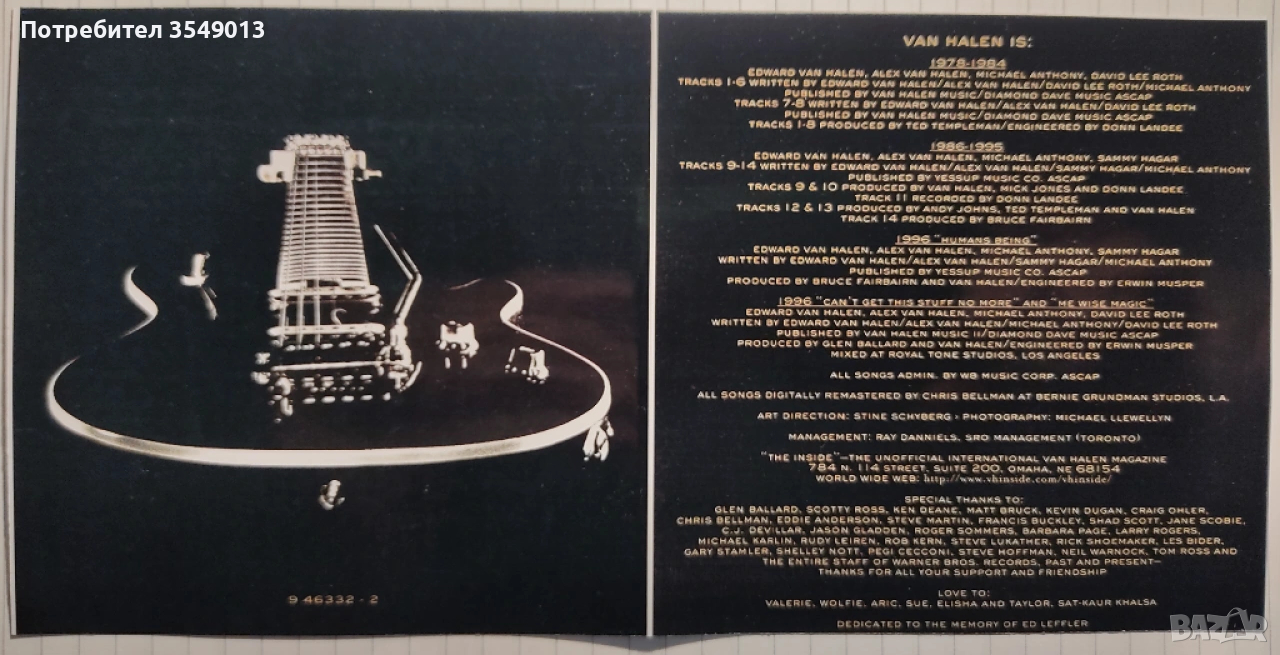 Потребител 3549013
9 46332 - 2
VAN HALEN IS:
1978-1984
EDWARD VAN HALEN, ALEX VAN HALEN, MICHAEL ANTHONY, DAVID LEE ROTH
TRACKS 1-6 WRITTEN BY EDWARD VAN HALEN/ALEX VAN HALEN/DAVID LEE ROTH/MICHAEL ANTHONY
PUBLISHED BY VAN HALEN MUSIC/DIAMOND DAVE MUSIC ASCAP
TRACKS 7-8 WRITTEN BY EDWARD VAN HALEN/ALEX VAN HALEN/DAVID LEE ROTH
PUBLISHED BY VAN HALEN MUSIC/DIAMOND DAVE MUSIC ASCAP
TRACKS 1-8 PRODUCED BY TED TEMPLEMAN/ENGINEERED BY DONN LANDEE
1986-1995
EDWARD VAN HALEN, ALEX VAN HALEN, MICHAEL ANTHONY, SAMMY HAGAR
TRACKS 9-14 WRITTEN BY EDWARD VAN HALEN/ALEX VAN HALEN/SAMMY HAGAR/MICHAEL ANTHONY
PUBLISHED BY YESSUP MUSIC CO. ASCAP
TRACKS 9 & 10 PRODUCED BY VAN HALEN, MICK JONES AND DONN LANDEE
TRACK 11 RECORDED BY DONN LANDEE
TRACKS 12 & 13 PRODUCED BY ANDY JOHNS, TED TEMPLEMAN AND VAN HALEN
TRACK 14 PRODUCED BY BRUCE FAIRBAIRN
1996 "HUMANS BEING"
EDWARD VAN HALEN, ALEX VAN HALEN, MICHAEL ANTHONY, SAMMY HAGAR
WRITTEN BY EDWARD VAN HALEN/ALEX VAN HALEN/SAMMY HAGAR/MICHAEL ANTHONY
PUBLISHED BY YESSUP MUSIC CO. ASCAP
PRODUCED BY BRUCE FAIRBAIRN AND VAN HALEN/ENGINEERED BY ERWIN MUSPER
1996 "CAN'T GET THIS STUFF NO MORE" AND "ME WISE MAGIC"
EDWARD VAN HALEN, ALEX VAN HALEN, MICHAEL ANTHONY, DAVID LEE ROTH
WRITTEN BY EDWARD VAN HALEN/ALEX VAN HALEN/MICHAEL ANTHONY/DAVID LEE ROTH
PUBLISHED BY VAN HALEN MUSIC II/DIAMOND DAVE MUSIC ASCAP
PRODUCED BY GLEN BALLARD AND VAN HALEN/ENGINEERED BY ERWIN MUSPER
MIXED AT ROYAL TONE STUDIOS, LOS ANGELES
ALL SONGS ADMIN. BY WB MUSIC CORP. ASCAP
ALL SONGS DIGITALLY REMASTERED BY CHRIS BELLMAN AT BERNIE GRUNDMAN STUDIOS, L.A.
ART DIRECTION: STINE SCHYBERG • PHOTOGRAPHY: MICHAEL LLEWELLYN
MANAGEMENT: RAY DANNIELS, SRO MANAGEMENT (TORONTO)
"THE INSIDE"—THE UNOFFICIAL INTERNATIONAL VAN HALEN MAGAZINE
784 N. 114 STREET, SUITE 200, OMAHA, NE 68154
WORLD WIDE WEB: http://www.vhinside.com/vhinside/
SPECIAL THANKS TO:
GLEN BALLARD, SCOTTY ROSS, KEN DEANE, MATT BRUCK, KEVIN DUGAN, CRAIG OHLER,
CHRIS BELLMAN, EDDIE ANDERSON, STEVE MARTIN, FRANCIS BUCKLEY, SHAD SCOTT, JANE SCOBIE,
C.J. DEVILLAR, JASON GLADDEN, ROGER SOMMERS, BARBARA PAGE, LARRY ROGERS,
MICHAEL KARLIN, RUDY LEIREN, ROB KERN, STEVE LUKATHER, RICK SHOEMAKER, LES BIDER,
GARY STAMLER, SHELLEY NOTT, PEGI CECCONI, STEVE HOFFMAN, NEIL WARNOCK, TOM ROSS AND
THE ENTIRE STAFF OF WARNER BROS. RECORDS, PAST AND PRESENT—
THANKS FOR ALL YOUR SUPPORT AND FRIENDSHIP
LOVE TO:
VALERIE, WOLFIE, ARIC, SUE, ELISHA AND TAYLOR, SAT-KAUR KHALSA
DEDICATED TO THE MEMORY OF ED LEFFLER
BAZAR